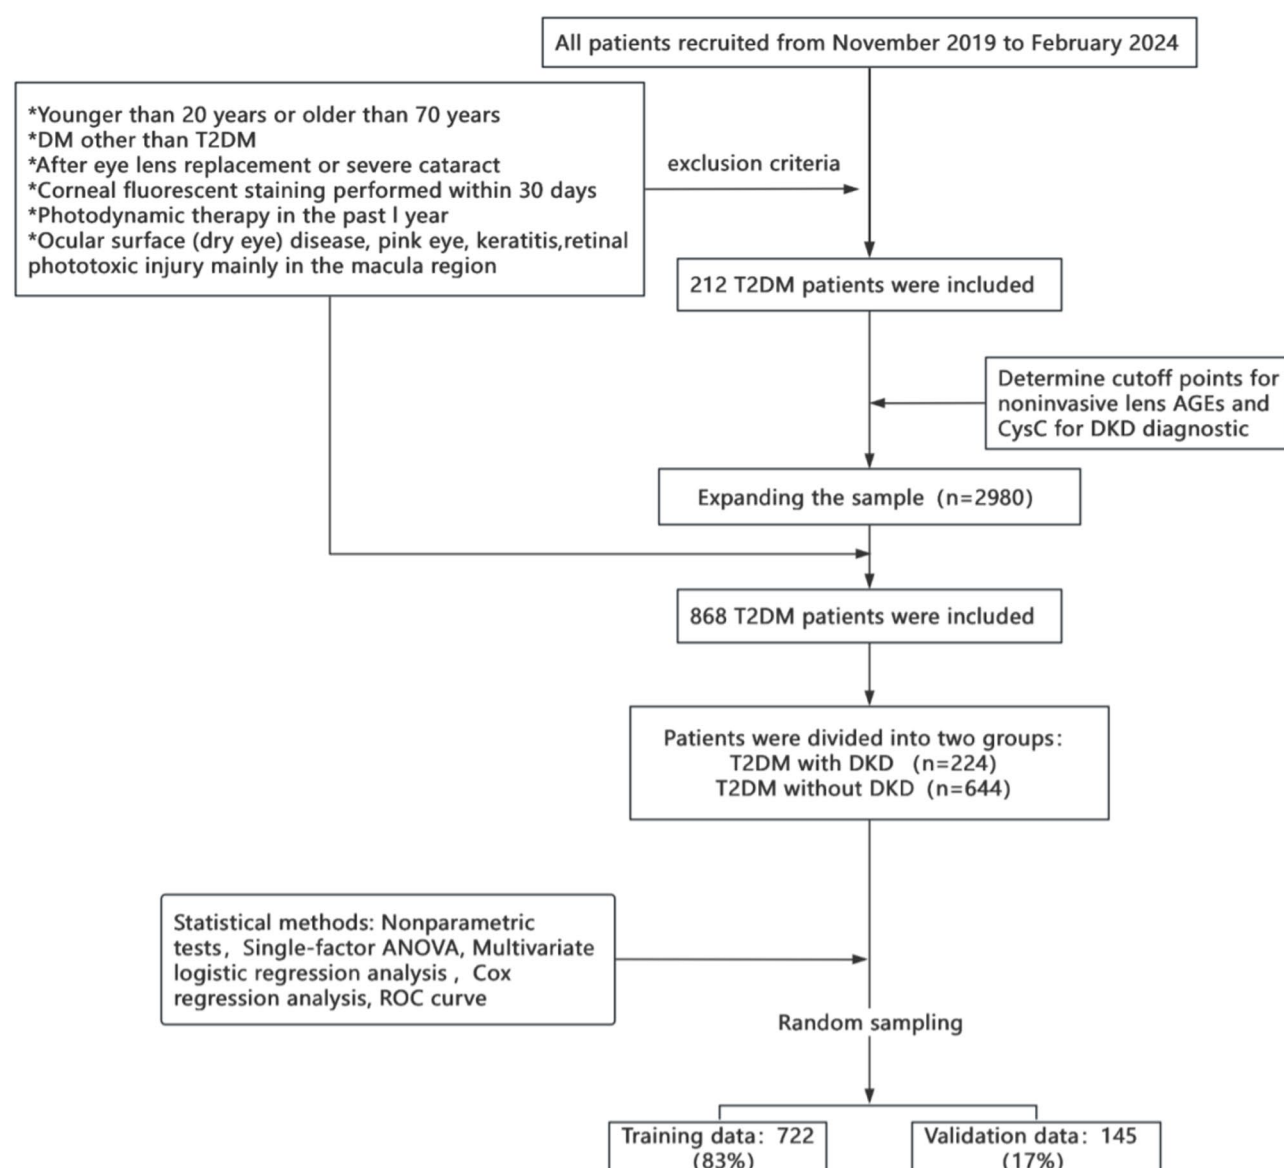 All patients recruited from November 2019 to February 2024
*Younger than 20 years or older than 70 years
*DM other than T2DM
*After eye lens replacement or severe cataract
*Corneal fluorescent staining performed within 30 days
*Photodynamic therapy in the past l year
*Ocular surface (dry eye) disease, pink eye, keratitis,retinal
phototoxic injury mainly in the macula region
exclusion criteria
212 T2DM patients were included
Determine cutoff points for
noninvasive lens AGEs and
CysC for DKD diagnostic
Expanding the sample (n=2980)
868 T2DM patients were included
Patients were divided into two groups:
T2DM with DKD (n=224)
T2DM without DKD (n=644)
Statistical methods: Nonparametric
tests, Single-factor ANOVA, Multivariate
logistic regression analysis , Cox
regression analysis, ROC curve
Random sampling
Training data: 722
(83%)
Validation data: 145
(17%)